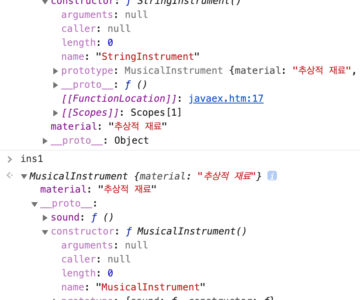 ▼constructor: ƒ StringInstrument()
arguments: null
caller: null
length: 0
name: "StringInstrument"
▶prototype: MusicalInstrument {material: "추상적 재료",
▶__proto__: ƒ ()
[[FunctionLocation]]: javaex.htm:17
▶[[Scopes]]: Scopes[1]
material: "추상적 재료"
▶__proto__: Object
> ins1
▼MusicalInstrument {material: "추상적 재료"} i
material: "추상적 재료"
▼__proto__:
▶sound: ƒ ()
▼constructor: ƒ MusicalInstrument()
arguments: null
caller: null
length: 0
name: "MusicalInstrument"
▶prototype: {sound: ƒ, constructor: ƒ}